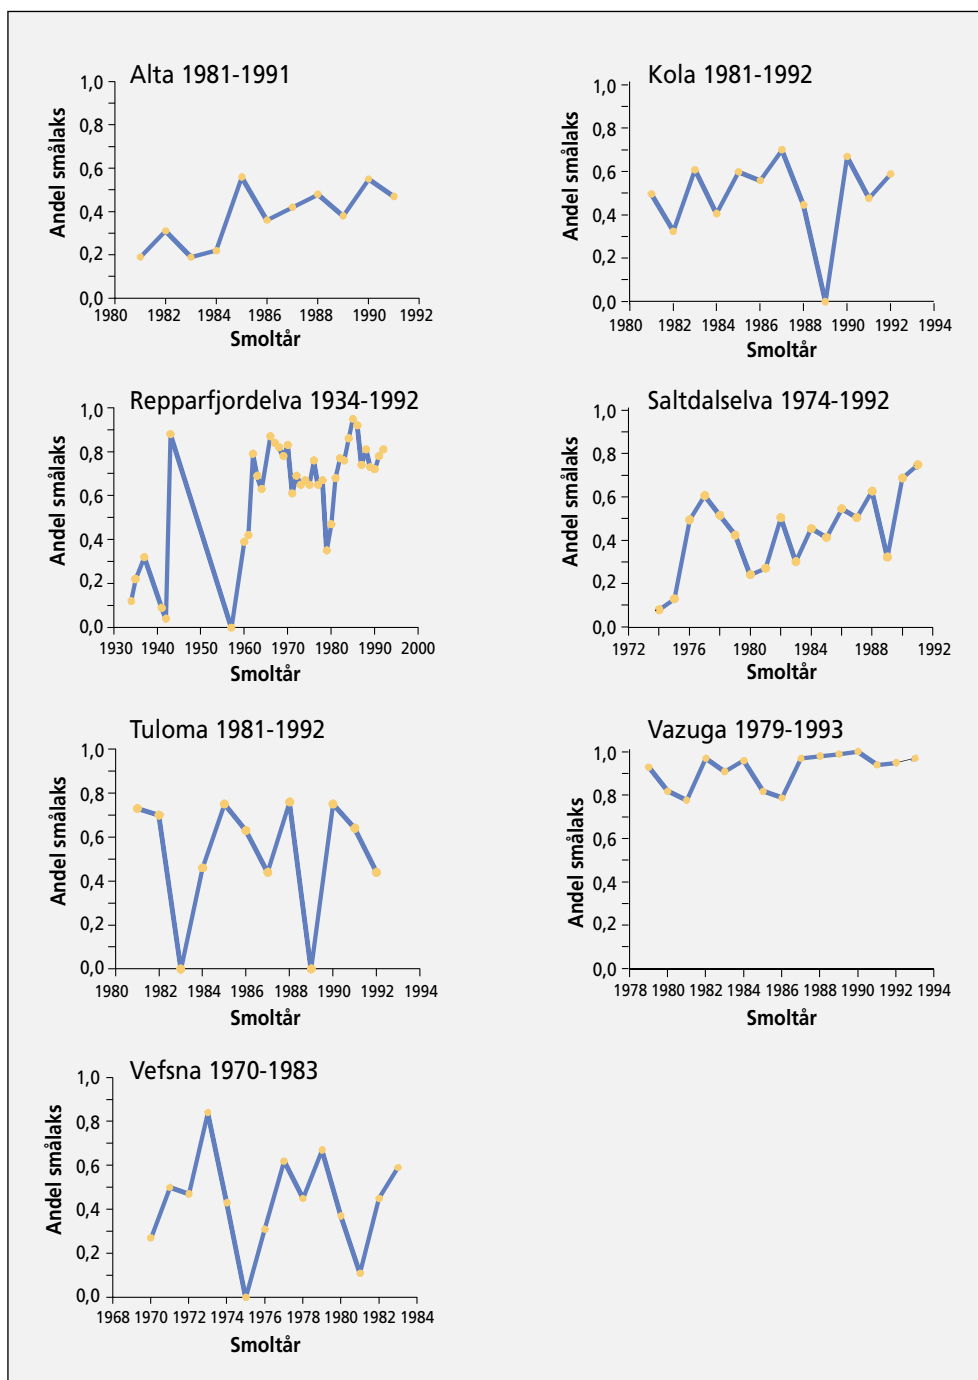 Alta 1981-1991
Andel smålaks
1,0
0,8
0,6
0,4
0,2
0,0
1980 1982 1984 1986 1988 1990 1992
Smoltår
Kola 1981-1992
Andel smålaks
1,0
0,8
0,6
0,4
0,2
0,0
1980 1982 1984 1986 1988 1990 1992 1994
Smoltår
Repparfjordelva 1934-1992
Andel smålaks
1,0
0,8
0,6
0,4
0,2
0,0
1930 1940 1950 1960 1970 1980 1990 2000
Smoltår
Saltdalselva 1974-1992
Andel smålaks
1,0
0,8
0,6
0,4
0,2
0,0
1972 1976 1980 1984 1988 1992
Smoltår
Tuloma 1981-1992
Andel smålaks
1,0
0,8
0,6
0,4
0,2
0,0
1980 1982 1984 1986 1988 1990 1992 1994
Smoltår
Vazuga 1979-1993
Andel smålaks
1,0
0,8
0,6
0,4
0,2
0,0
1978 1980 1982 1984 1986 1988 1990 1992 1994
Smoltår
Vefsna 1970-1983
Andel smålaks
1,0
0,8
0,6
0,4
0,2
0,0
1968 1970 1972 1974 1976 1978 1980 1982 1984
Smoltår